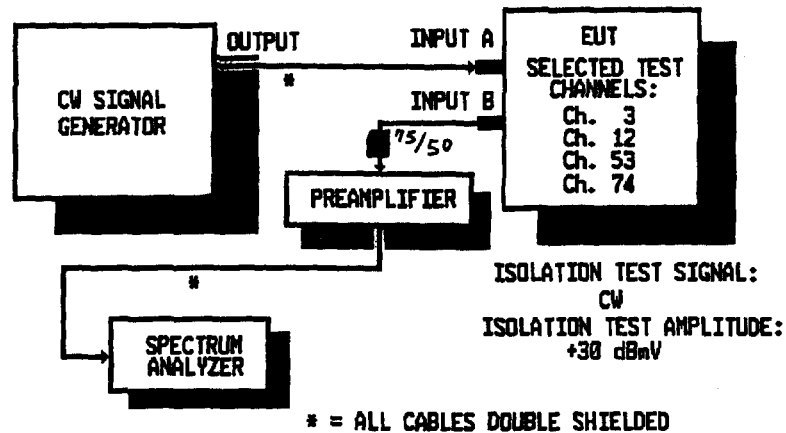 OUTPUT
*
CW SIGNAL
GENERATOR
INPUT A
INPUT B
75/50
EUT
SELECTED TEST
CHANNELS:
Ch. 3
Ch. 12
Ch. 53
Ch. 74
PREAMPLIFIER
*
SPECTRUM
ANALYZER
ISOLATION TEST SIGNAL:
CW
ISOLATION TEST AMPLITUDE:
+30 dBmV
* = ALL CABLES DOUBLE SHIELDED